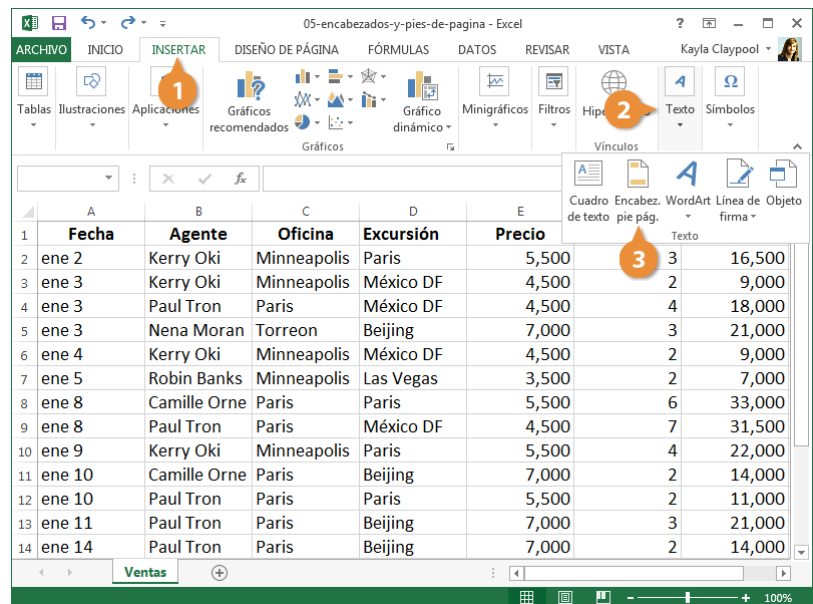 05-encabezados-y-pies-de-pagina - Excel
ARCHIVO INICIO INSERTAR DISEÑO DE PÁGINA FÓRMULAS DATOS REVISAR VISTA Kayla Claypool
1
2
Tablas Ilustraciones Aplicaciones Gráficos recomendados Gráfico dinámico Minigráficos Filtros Texto Símbolos
Gráficos Vínculos
Cuadro de texto Encabez. pie pág. WordArt Línea de firma Objeto
Texto
3
fx
A B C D E
1 Fecha Agente Oficina Excursión Precio
2 ene 2 Kerry Oki Minneapolis Paris 5,500 3 16,500
3 ene 3 Kerry Oki Minneapolis México DF 4,500 2 9,000
4 ene 3 Paul Tron Paris México DF 4,500 4 18,000
5 ene 3 Nena Moran Torreon Beijing 7,000 3 21,000
6 ene 4 Kerry Oki Minneapolis México DF 4,500 2 9,000
7 ene 5 Robin Banks Minneapolis Las Vegas 3,500 2 7,000
8 ene 8 Camille Orne Paris Paris 5,500 6 33,000
9 ene 8 Paul Tron Paris México DF 4,500 7 31,500
10 ene 9 Kerry Oki Minneapolis Paris 5,500 4 22,000
11 ene 10 Camille Orne Paris Beijing 7,000 2 14,000
12 ene 10 Paul Tron Paris Paris 5,500 2 11,000
13 ene 11 Paul Tron Paris Beijing 7,000 3 21,000
14 ene 14 Paul Tron Paris Beijing 7,000 2 14,000
Ventas
100%